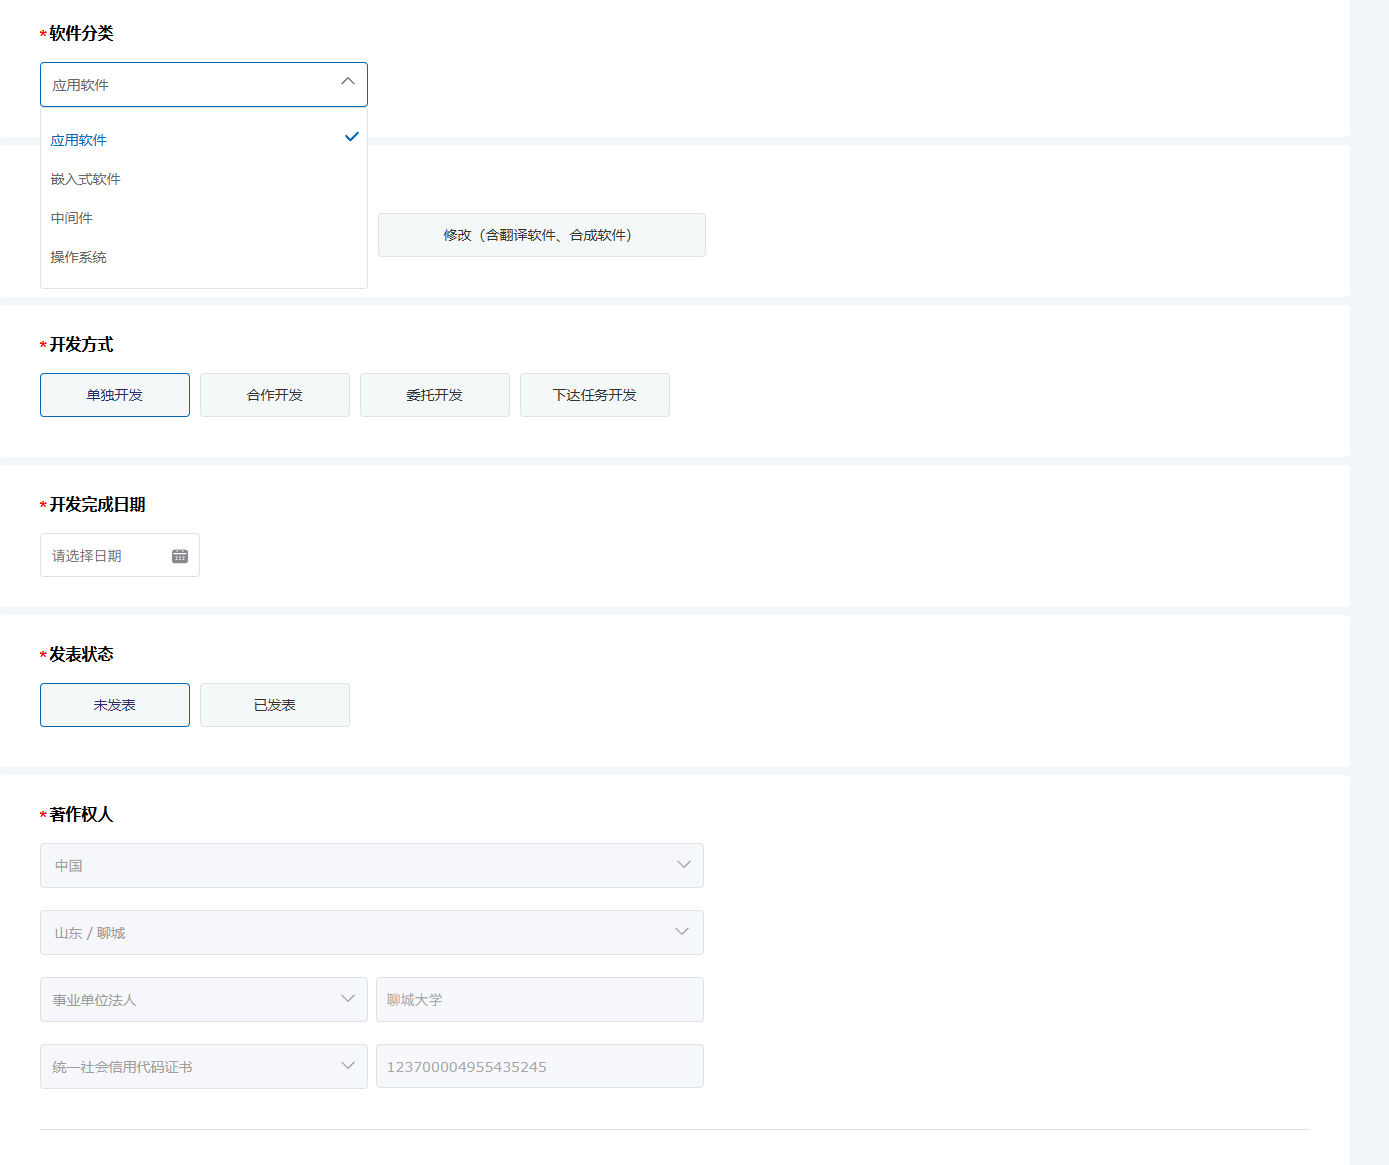 *软件分类
应用软件
应用软件
嵌入式软件
中间件
操作系统
修改（含翻译软件、合成软件）
*开发方式
单独开发 合作开发 委托开发 下达任务开发
*开发完成日期
请选择日期
*发表状态
未发表 已发表
*著作权人
中国
山东 / 聊城
事业单位法人 聊城大学
统一社会信用代码证书 123700004955435245